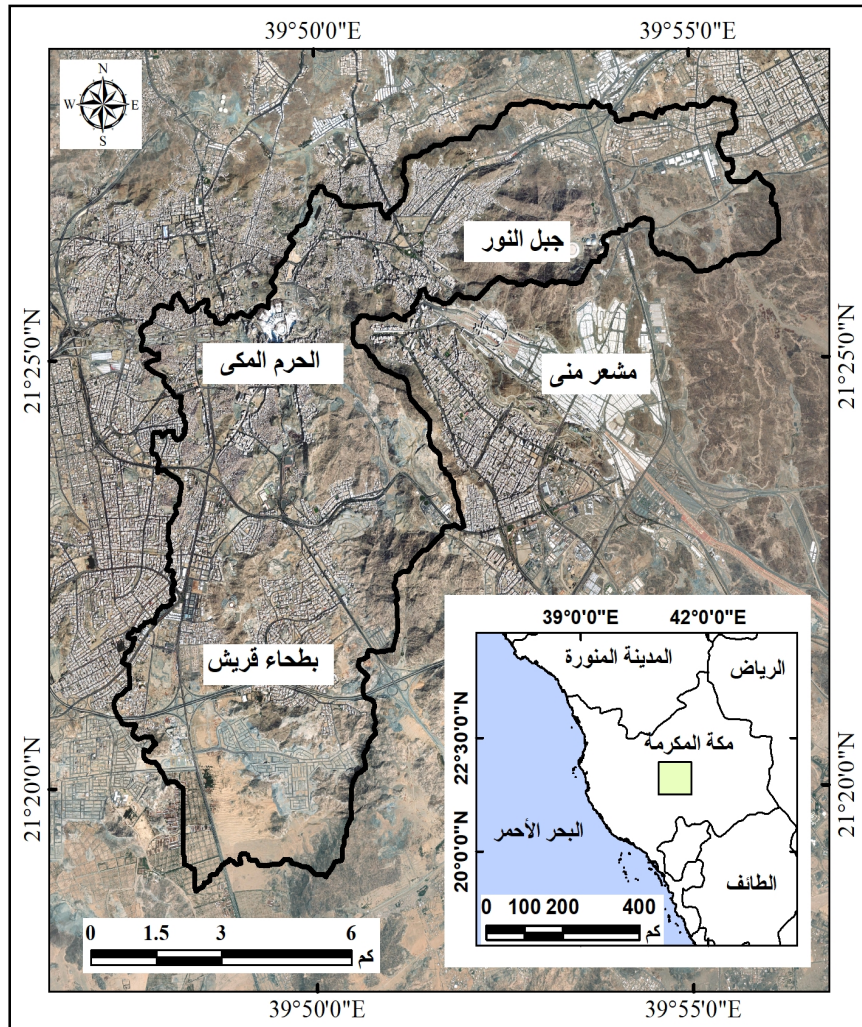 39°50'0"E
39°55'0"E
N
W
E
S
جبل النور
21°25'0"N
الحرم المكى
مشعر منى
21°25'0"N
بطحاء قريش
21°20'0"N
21°20'0"N
39°0'0"E
42°0'0"E
المدينة المنورة
الرياض
22°30'0"N
مكة المكرمة
البحر الأحمر
20°0'0"N
الطائف
0 100 200 400
كم
0 1.5 3 6
كم
39°50'0"E
39°55'0"E